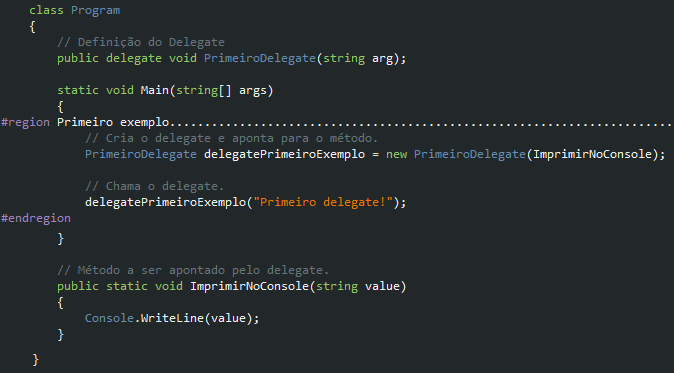 class Program
{
// Definição do Delegate
public delegate void PrimeiroDelegate(string arg);
static void Main(string[] args)
{
#region Primeiro exemplo.......................................................................
// Cria o delegate e aponta para o método.
PrimeiroDelegate delegatePrimeiroExemplo = new PrimeiroDelegate(ImprimirNoConsole);
// Chama o delegate.
delegatePrimeiroExemplo("Primeiro delegate!");
#endregion
}
// Método a ser apontado pelo delegate.
public static void ImprimirNoConsole(string value)
{
Console.WriteLine(value);
}
}